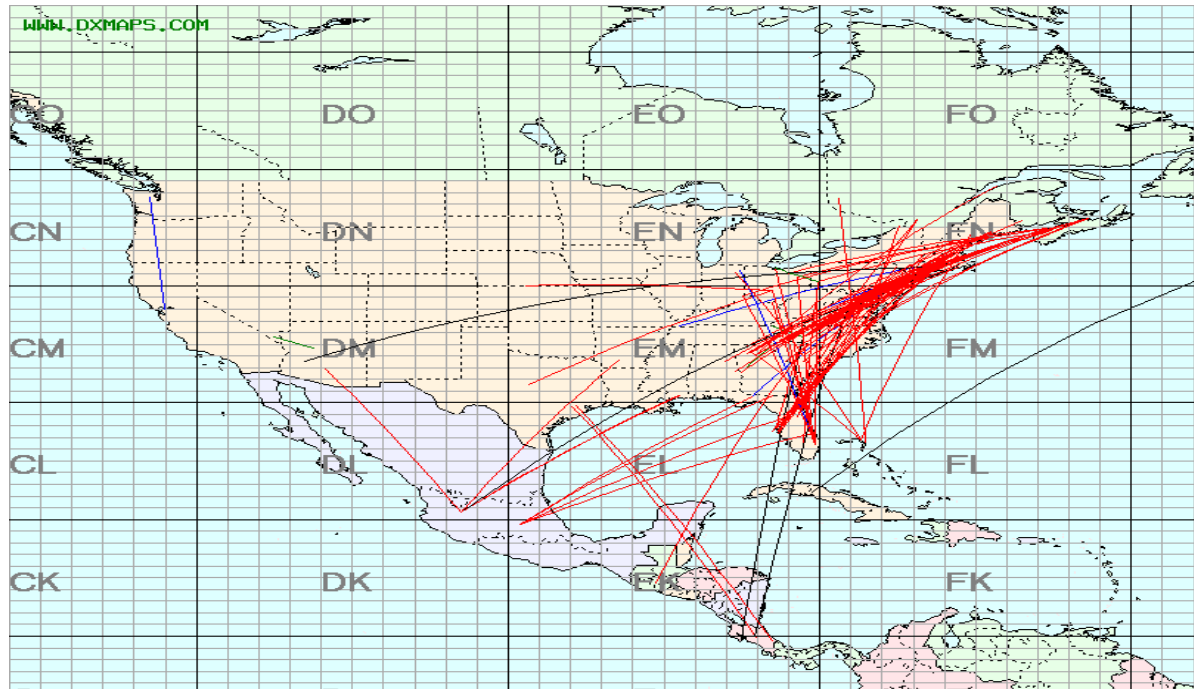 WWW.DXMAPS.COM
CO DO EO FO
CN DN EN FN
CM DM EM FM
CL DL EL FL
CK DK EK FK